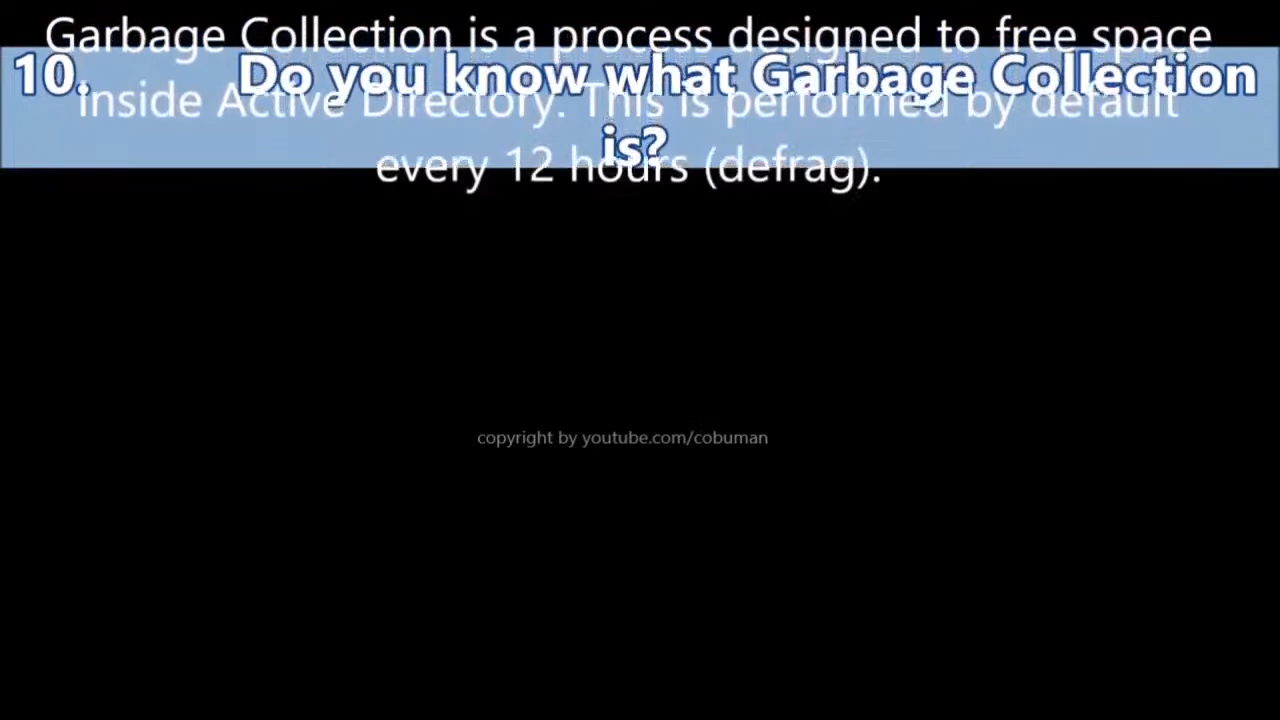 Garbage Collection is a process designed to free space
10. Do you know what Garbage Collection
inside Active Directory. This is performed by default
is?
every 12 hours (defrag).
copyright by youtube.com/cobuman